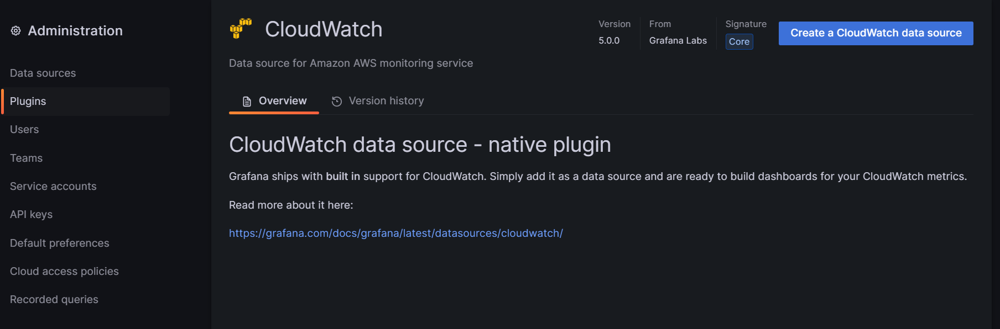 Administration
Data sources
Plugins
Users
Teams
Service accounts
API keys
Default preferences
Cloud access policies
Recorded queries
CloudWatch
Version
5.0.0
From
Grafana Labs
Signature
Core
Create a CloudWatch data source
Data source for Amazon AWS monitoring service
Overview
Version history
CloudWatch data source - native plugin
Grafana ships with built in support for CloudWatch. Simply add it as a data source and are ready to build dashboards for your CloudWatch metrics.
Read more about it here:
https://grafana.com/docs/grafana/latest/datasources/cloudwatch/